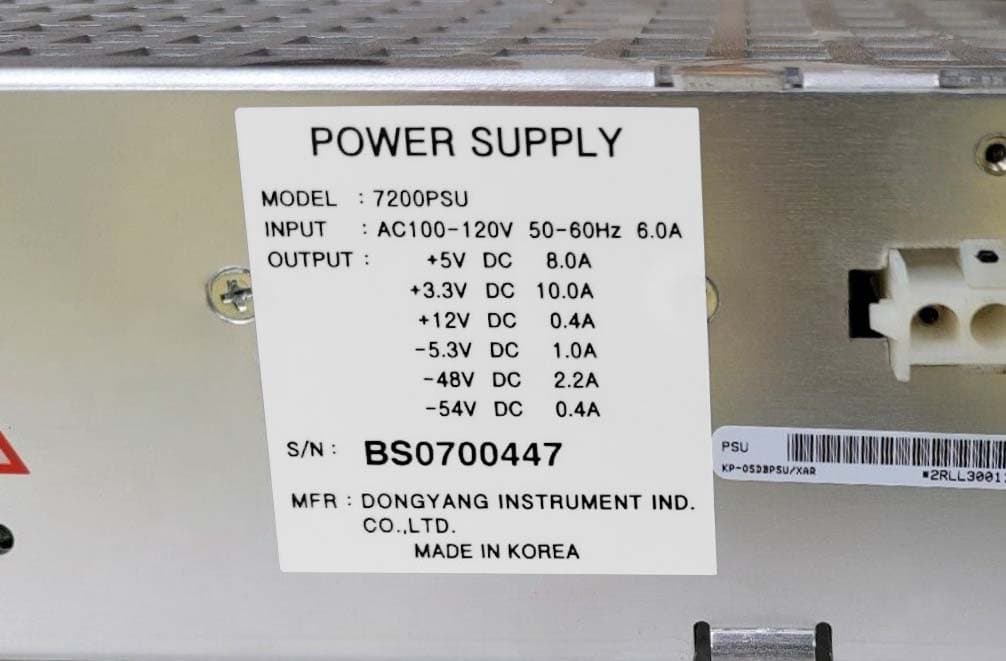 POWER SUPPLY
MODEL : 7200PSU
INPUT : AC100-120V 50-60Hz 6.0A
OUTPUT : +5V DC 8.0A
+3.3V DC 10.0A
+12V DC 0.4A
-5.3V DC 1.0A
-48V DC 2.2A
-54V DC 0.4A
S/N : BS0700447
MFR : DONGYANG INSTRUMENT IND.
CO.,LTD.
MADE IN KOREA
PSU
KP-OSDBPSU/XAR